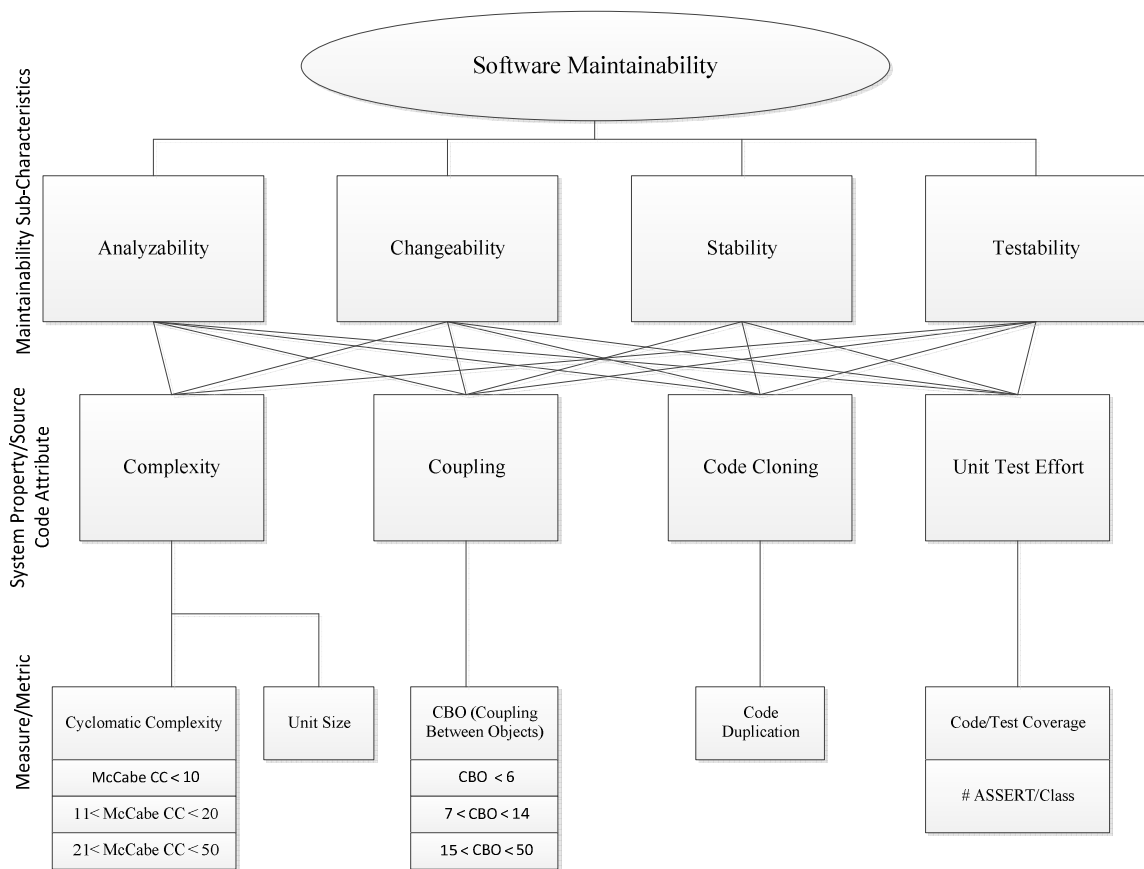 Software Maintainability
Maintainability Sub-Characteristics
Analyzability
Changeability
Stability
Testability
System Property/Source
Code Attribute
Complexity
Coupling
Code Cloning
Unit Test Effort
Measure/Metric
Cyclomatic Complexity
McCabe CC < 10
11< McCabe CC < 20
21< McCabe CC < 50
Unit Size
CBO (Coupling
Between Objects)
CBO < 6
7 < CBO < 14
15 < CBO < 50
Code
Duplication
Code/Test Coverage
# ASSERT/Class